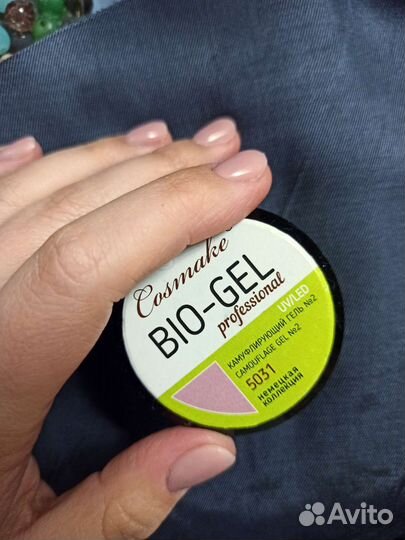 Cosmake
BIO-GEL
professional
UV/LED
КАМУФЛИРУЮЩИЙ ГЕЛЬ №2
CAMOUFLAGE GEL №2
5031
немецкая
коллекция
Avito